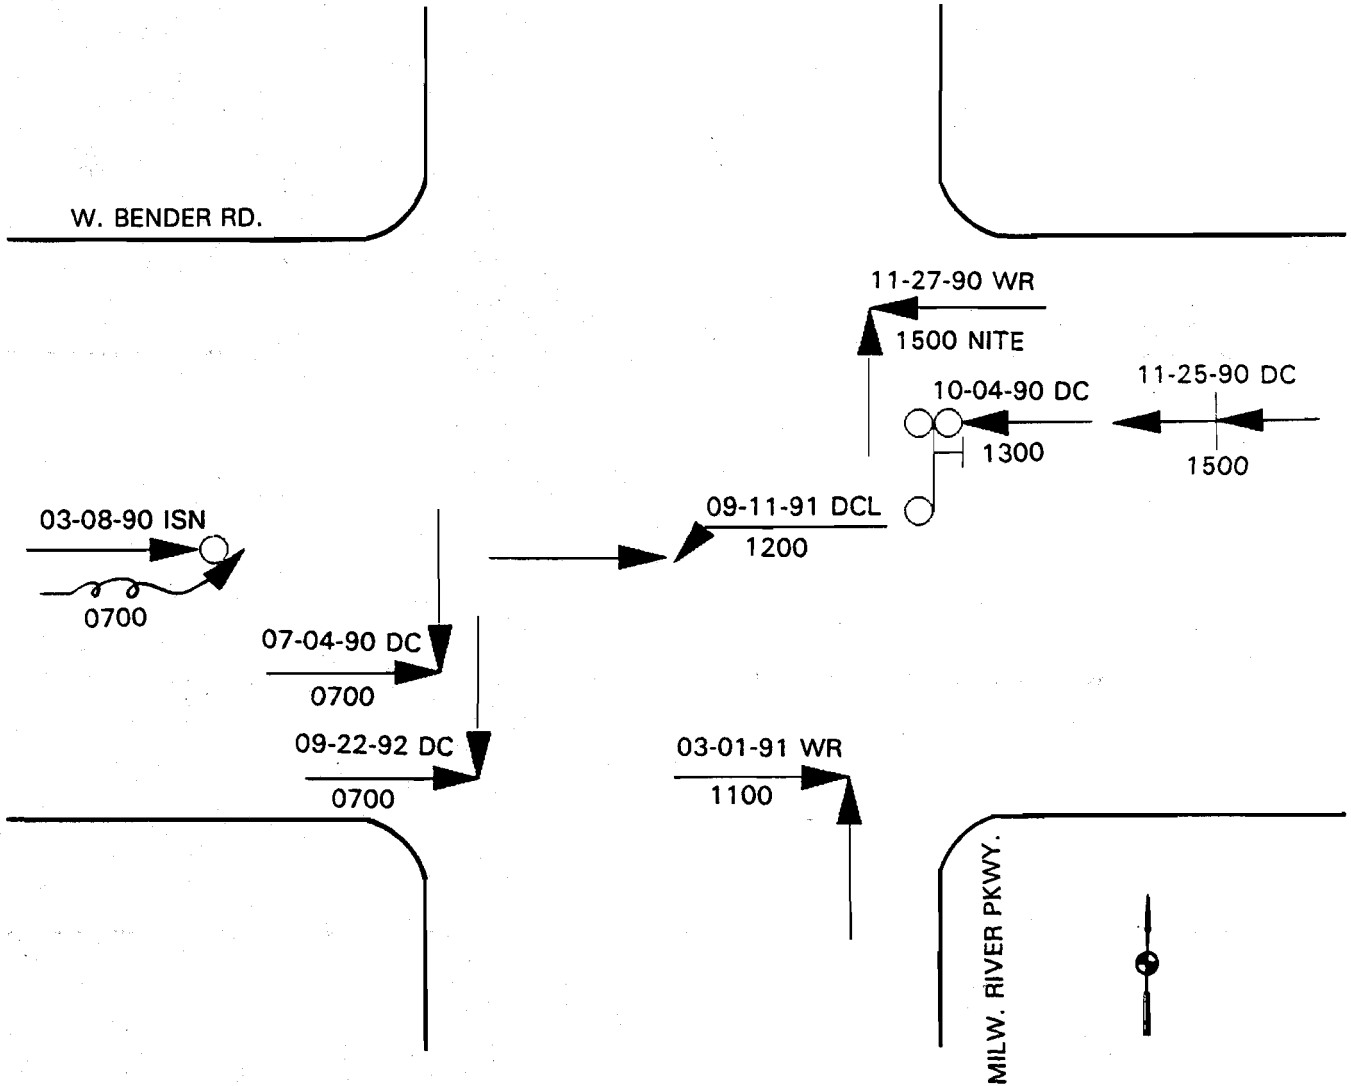 W. BENDER RD.
11-27-90 WR
1500 NITE
11-25-90 DC
10-04-90 DC
1300
1500
09-11-91 DCL
1200
03-08-90 ISN
0700
07-04-90 DC
0700
09-22-92 DC
0700
03-01-91 WR
1100
MILW. RIVER PKWY.